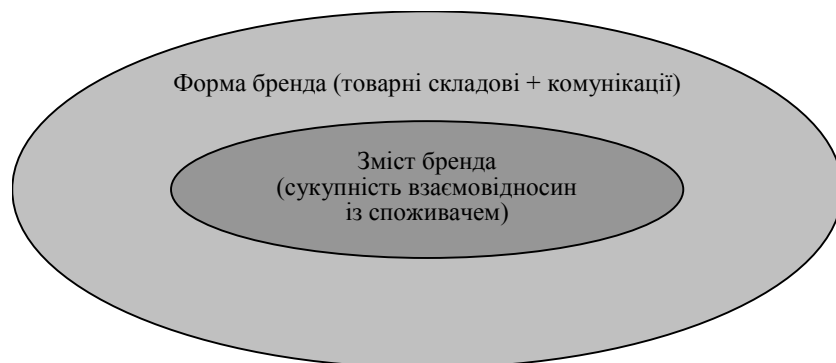 Форма бренда (товарні складові + комунікації)
Зміст бренда
(сукупність взаємовідносин
із споживачем)